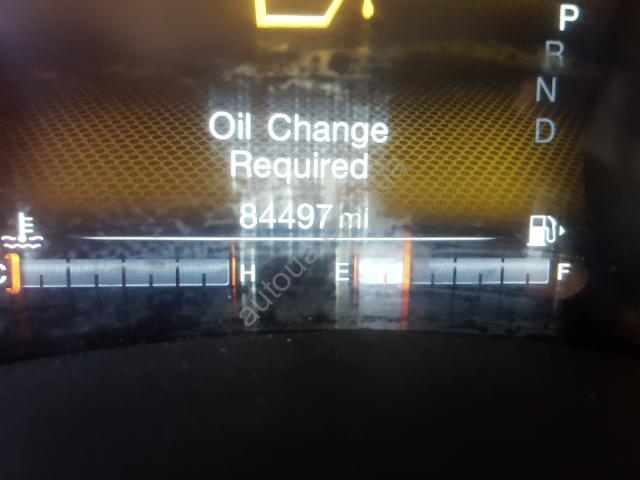 P
R
N
D
Oil Change
Required
84497 mi
C H E F